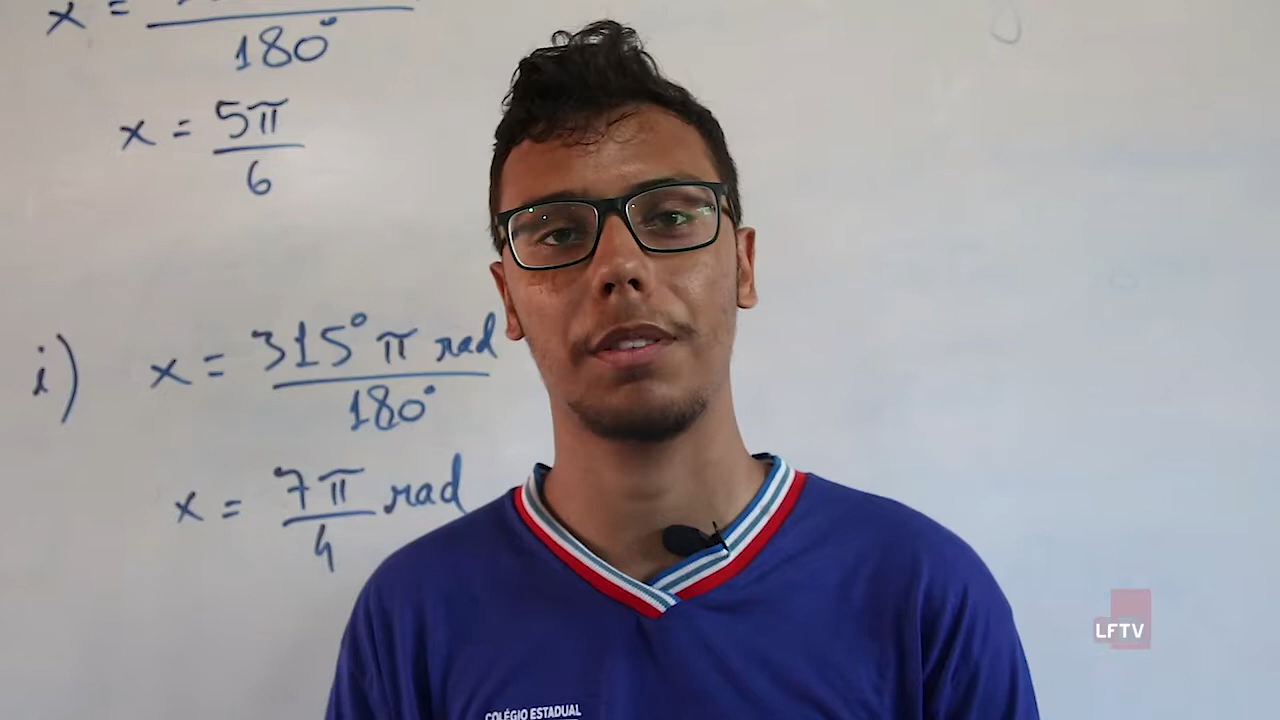 x =
180°
x = 5π
6
i) x = 315° π rad
180°
x = 7π rad
4
LFTV
COLÉGIO ESTADUAL